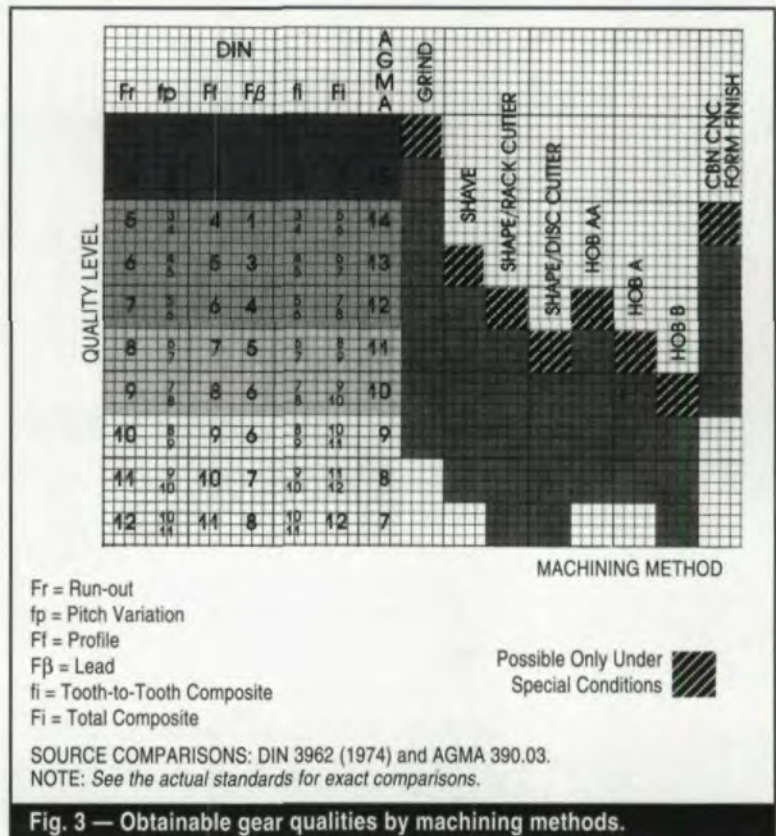 DIN
AGMA
Fr fp Ff Fβ fi Fi
GRIND
SHAVE
SHAPE/RACK CUTTER
SHAPE/DISC CUTTER
HOB AA
HOB A
HOB B
CBN CNC
FORM FINISH
QUALITY LEVEL
15
5 3/4 4 1 3/4 5/6 14
6 4/5 5 3 4/5 6/7 13
7 5/6 6 4 5/6 7/8 12
8 6/7 7 5 6/7 8/9 11
9 7/8 8 6 7/8 9/10 10
10 8/9 9 6 8/9 10/11 9
11 9/10 10 7 9/10 11/12 8
12 10/11 11 8 10/11 12 7
MACHINING METHOD
Fr = Run-out
fp = Pitch Variation
Ff = Profile
Fβ = Lead
fi = Tooth-to-Tooth Composite
Fi = Total Composite
Possible Only Under
Special Conditions
SOURCE COMPARISONS: DIN 3962 (1974) and AGMA 390.03.
NOTE: See the actual standards for exact comparisons.
Fig. 3 — Obtainable gear qualities by machining methods.